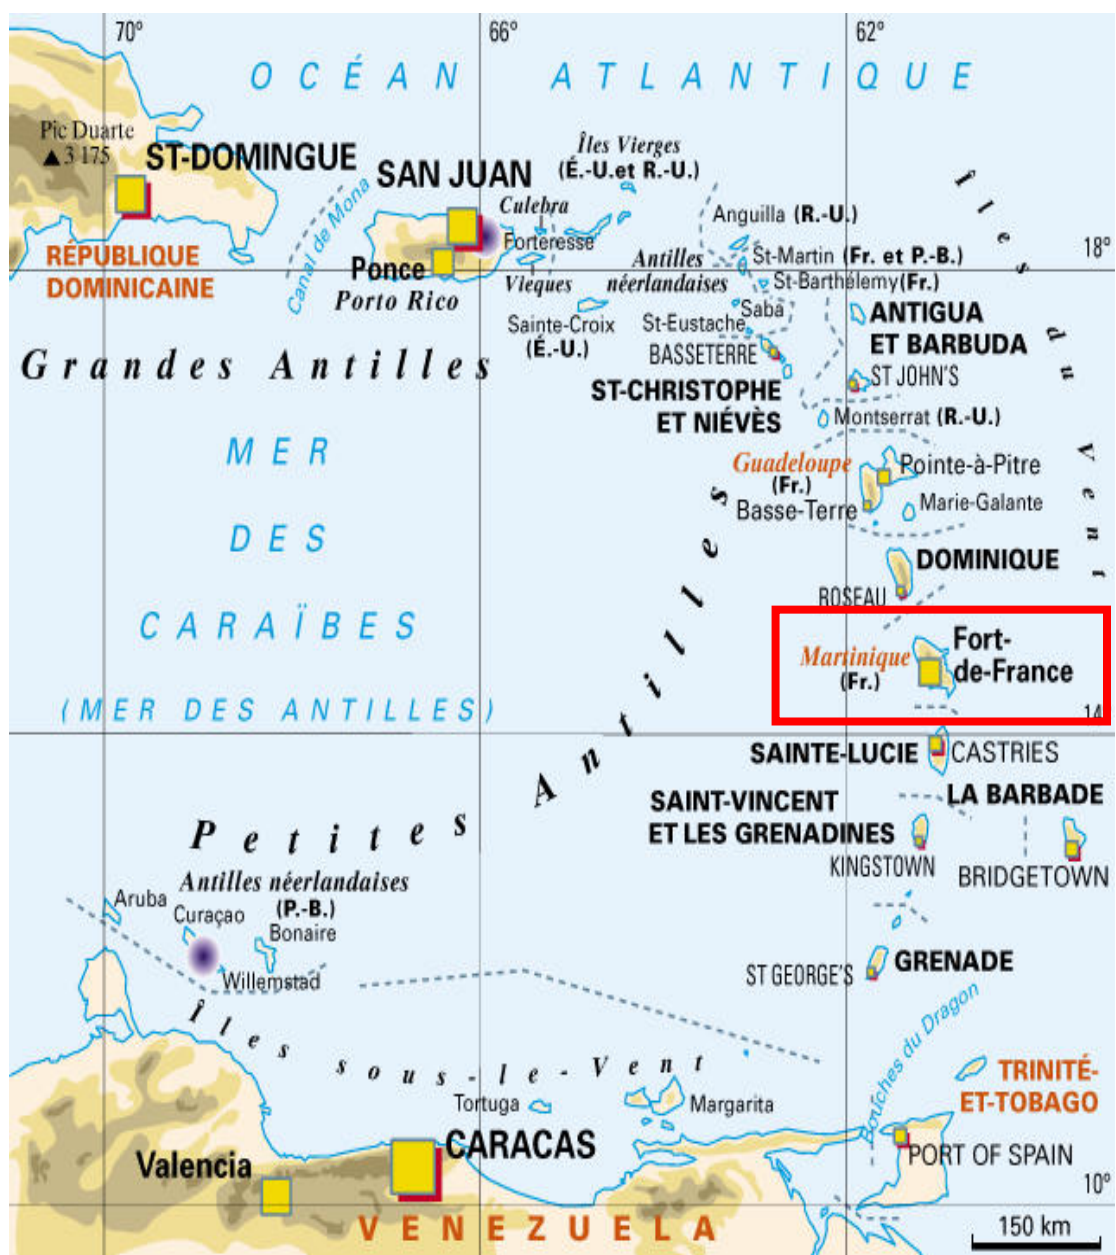 70°
66°
62°
OCÉAN ATLANTIQUE
Pic Duarte
▲3 175
ST-DOMINGUE
RÉPUBLIQUE
DOMINICAINE
Canal de Mona
SAN JUAN
Culebra
Forteresse
Ponce
Porto Rico
Vieques
Îles Vierges
(É.-U. et R.-U.)
Sainte-Croix
(É.-U.)
Anguilla (R.-U.)
St-Martin (Fr. et P.-B.)
St-Barthélemy (Fr.)
Antilles
néerlandaises
Saba
St-Eustache
BASSETERRE
ST-CHRISTOPHE
ET NIÉVÈS
18°
ANTIGUA
ET BARBUDA
ST JOHN'S
Montserrat (R.-U.)
îles du Vent
Grandes Antilles
MER
DES
CARAÏBES
(MER DES ANTILLES)
Guadeloupe
(Fr.)
Pointe-à-Pitre
Basse-Terre
Marie-Galante
DOMINIQUE
ROSEAU
Martinique
(Fr.)
Fort-
de-France
14
SAINTE-LUCIE
CASTRIES
SAINT-VINCENT
ET LES GRENADINES
KINGSTOWN
LA BARBADE
BRIDGETOWN
Petites Antilles
Antilles néerlandaises
(P.-B.)
Aruba
Curaçao
Bonaire
Willemstad
ST GEORGE'S
GRENADE
Îles sous-le-Vent
Bouches du Dragon
TRINITÉ-
ET-TOBAGO
PORT OF SPAIN
Tortuga
Margarita
CARACAS
Valencia
VENEZUELA
10°
150 km